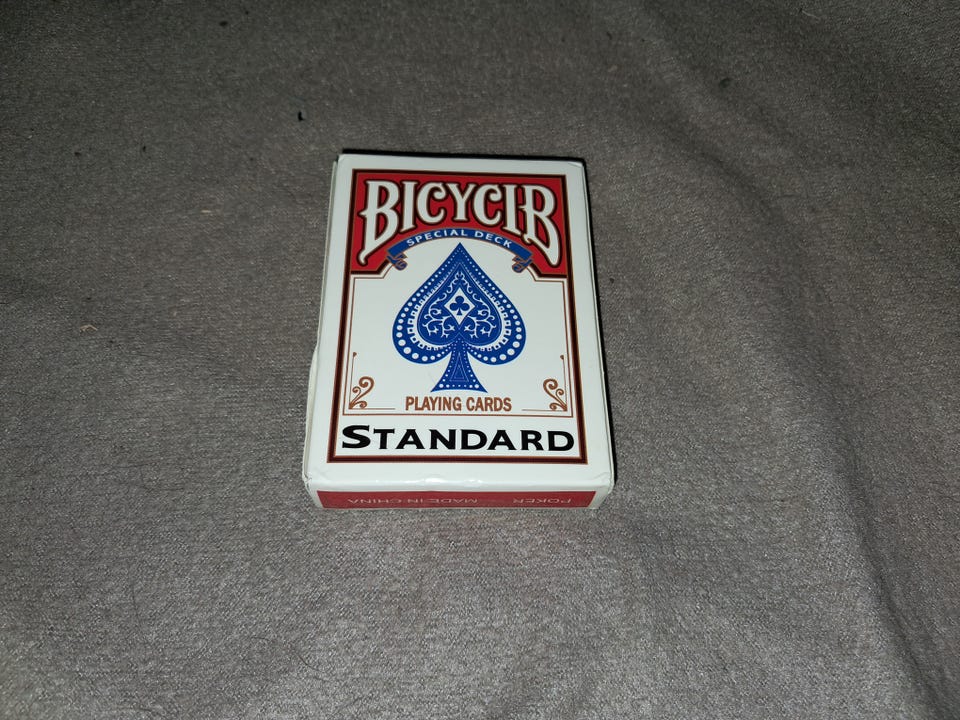 BICYCIB
SPECIAL DECK
PLAYING CARDS
STANDARD
POKER MADE IN CHINA